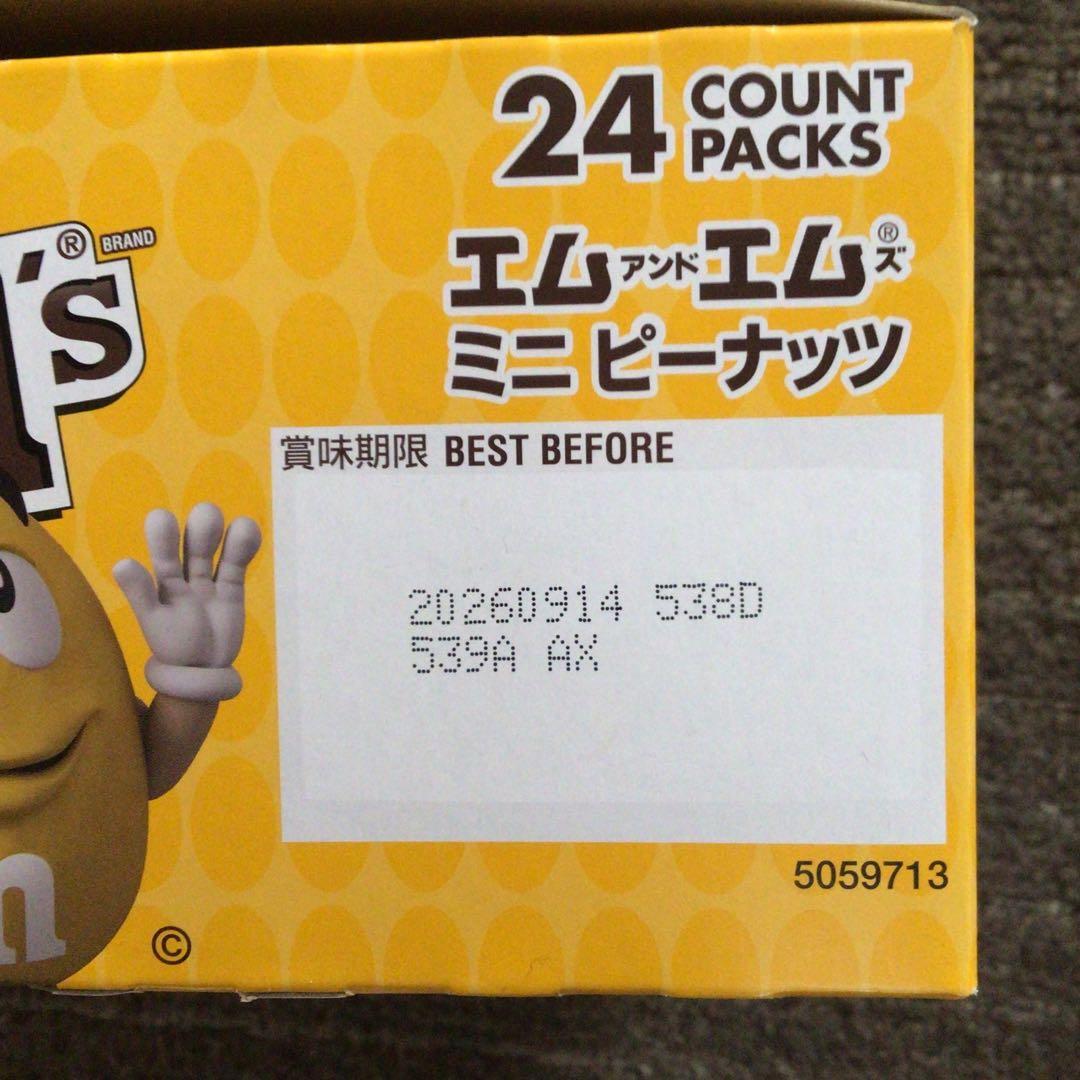 24 COUNT
PACKS
® BRAND
's
エムアンドエムズ®
ミニ ピーナッツ
賞味期限 BEST BEFORE
20260914 538D
539A AX
5059713
m
©